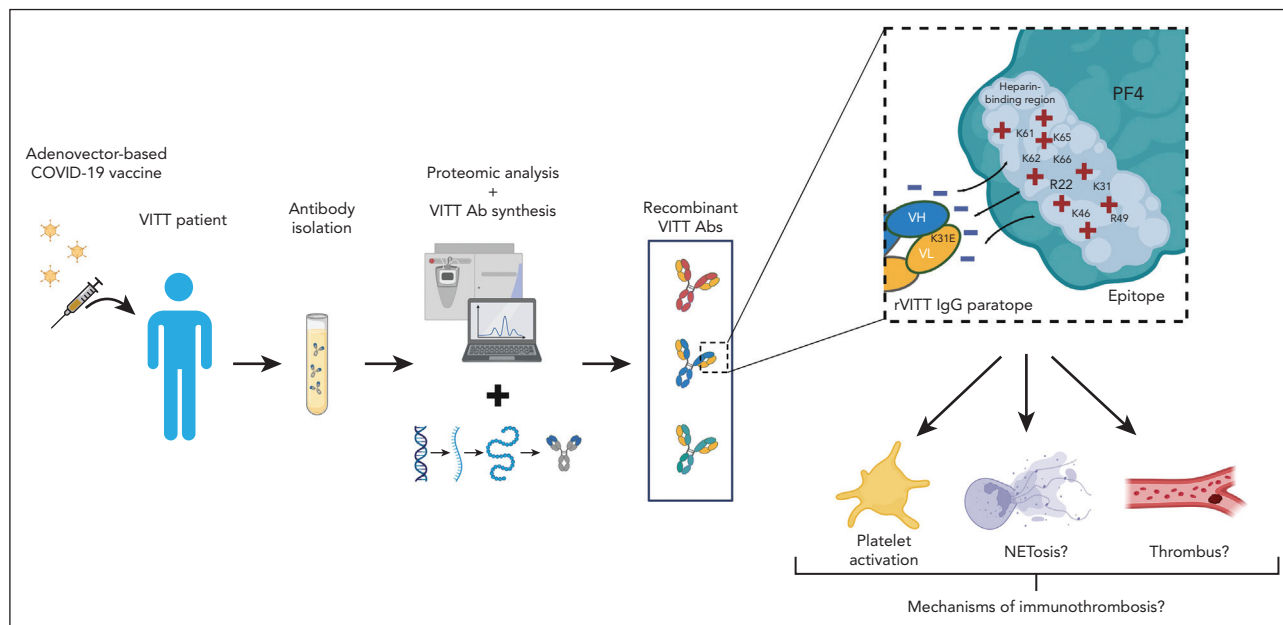 Adenovector-based
COVID-19 vaccine
VITT patient
Antibody
isolation
Proteomic analysis
+
VITT Ab synthesis
Recombinant
VITT Abs
Heparin-
binding region
PF4
K61
K65
K62
K66
R22
K31
K46
R49
VH
K31E
VL
rVITT IgG paratope
Epitope
Platelet
activation
NETosis?
Thrombus?
Mechanisms of immunothrombosis?